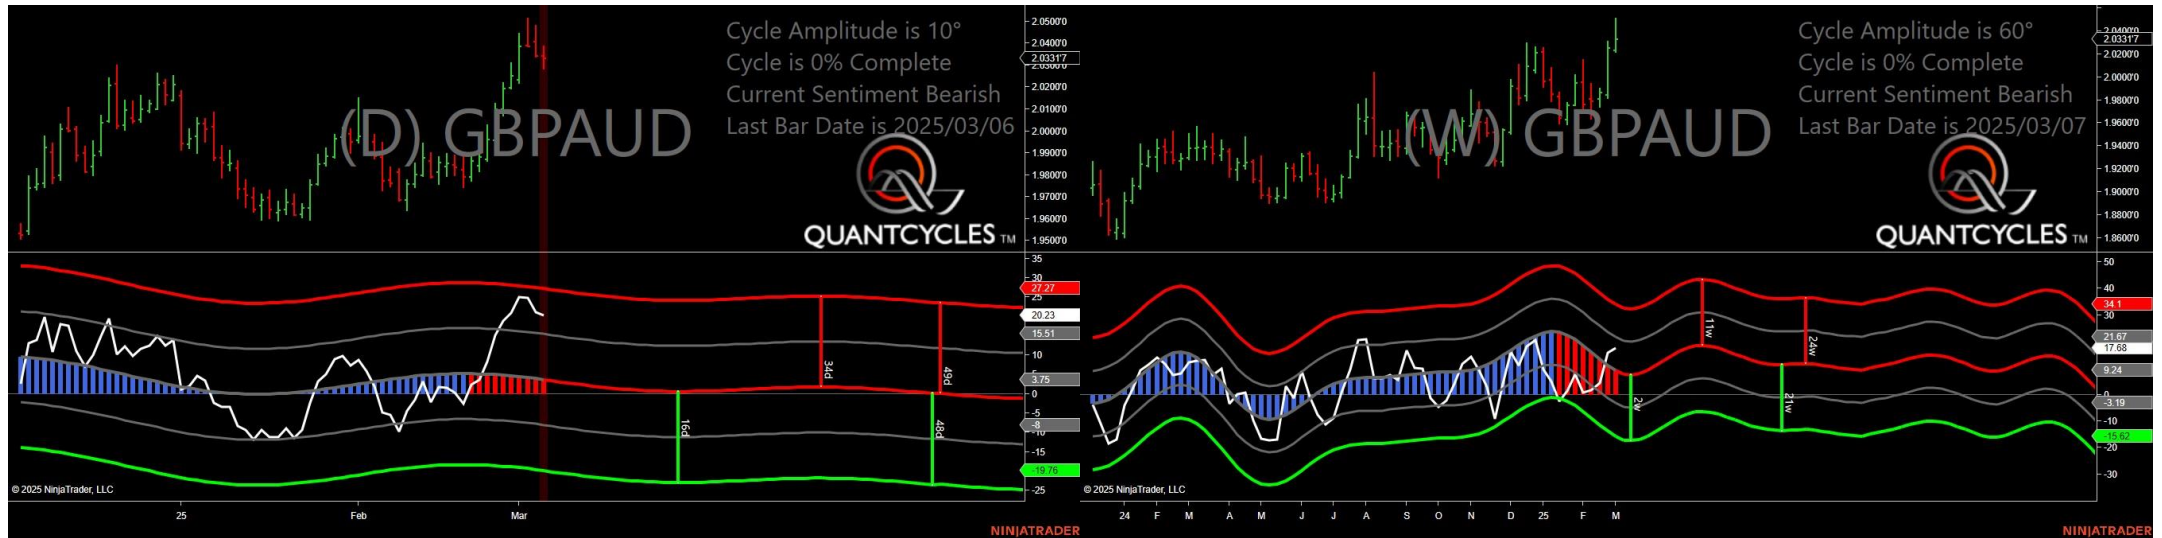 Cycle Amplitude is 10°
Cycle is 0% Complete
Current Sentiment Bearish
Last Bar Date is 2025/03/06
(D) GBPAUD
QUANTCYCLES TM
2.0500'0
2.0400'0
2.0331'7
2.0200'0
2.0100'0
2.0000'0
1.9900'0
1.9800'0
1.9700'0
1.9600'0
1.9500'0
35
30
27.27
25
20.23
15.51
10
3.75
0
-5
-8
-15
-19.76
-25
34d
49d
16d
48d
© 2025 NinjaTrader, LLC
25
Feb
Mar
NINJATRADER
Cycle Amplitude is 60°
Cycle is 0% Complete
Current Sentiment Bearish
Last Bar Date is 2025/03/07
(W) GBPAUD
QUANTCYCLES TM
2.0331'7
2.0200'0
2.0000'0
1.9800'0
1.9600'0
1.9400'0
1.9200'0
1.9000'0
1.8800'0
1.8600'0
50
40
34.1
30
21.67
17.68
9.24
-3.19
-10
-15.62
-20
-30
11w
24w
2w
21w
© 2025 NinjaTrader, LLC
24
F
M
A
M
J
J
A
S
O
N
D
25
F
M
NINJATRADER